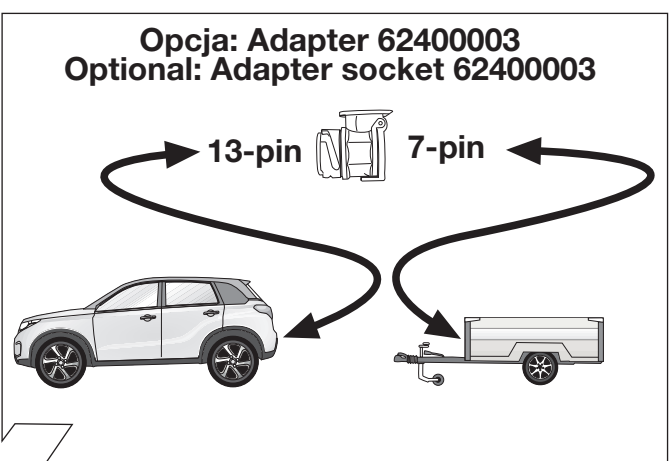 Opcja: Adapter 62400003
Optional: Adapter socket 62400003
13-pin 7-pin